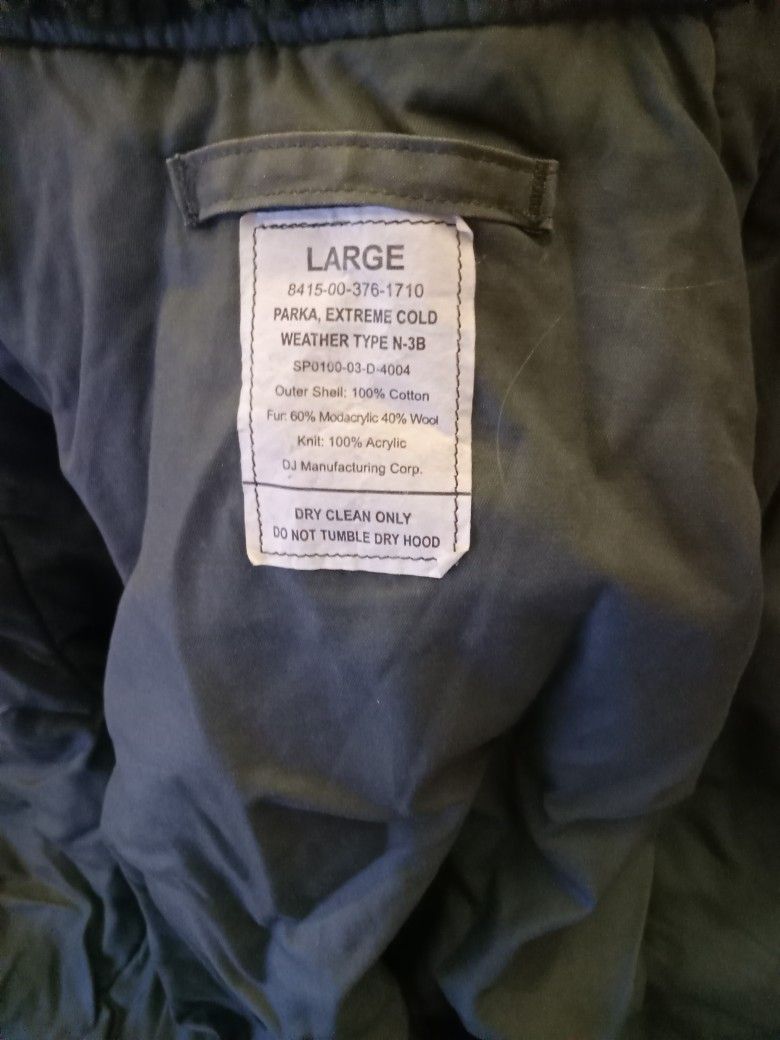 LARGE
8415-00-376-1710
PARKA, EXTREME COLD
WEATHER TYPE N-3B
SP0100-03-D-4004
Outer Shell: 100% Cotton
Fur: 60% Modacrylic 40% Wool
Knit: 100% Acrylic
DJ Manufacturing Corp.
DRY CLEAN ONLY
DO NOT TUMBLE DRY HOOD